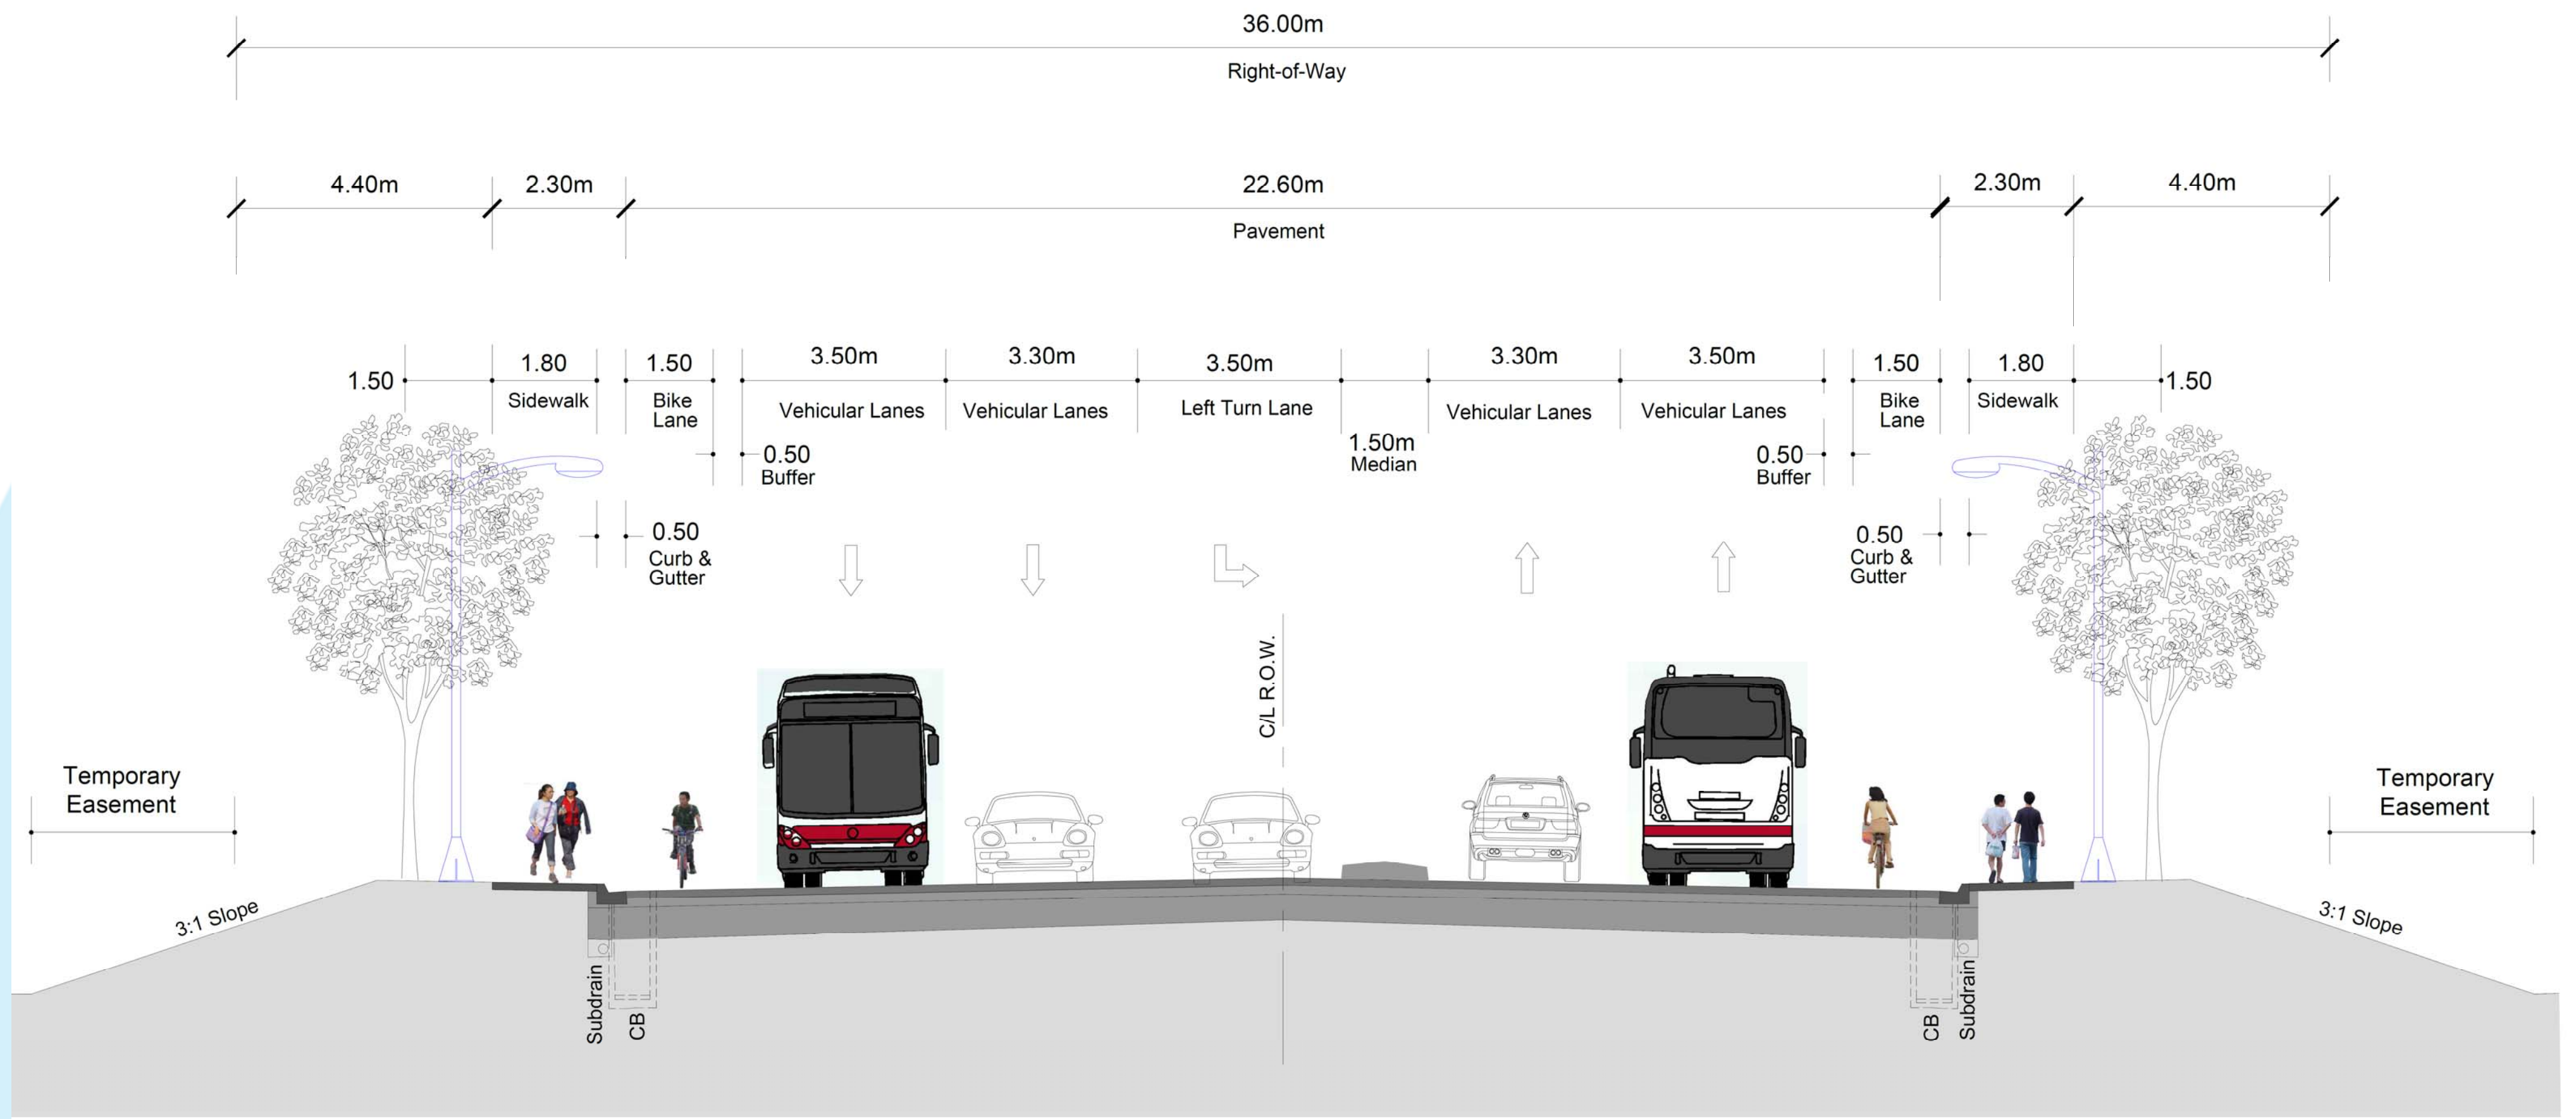 36.00m
Right-of-Way
4.40m
2.30m
22.60m
2.30m
4.40m
Pavement
1.50
1.80
1.50
3.50m
3.30m
3.50m
3.30m
3.50m
1.50
1.80
1.50
Sidewalk
Bike
Lane
Vehicular Lanes
Vehicular Lanes
Left Turn Lane
Vehicular Lanes
Vehicular Lanes
Bike
Lane
Sidewalk
0.50
Buffer
1.50m
Median
0.50
Buffer
0.50
Curb &
Gutter
0.50
Curb &
Gutter
C/L R.O.W.
Temporary
Easement
Temporary
Easement
3:1 Slope
3:1 Slope
Subdrain
CB
CB
Subdrain